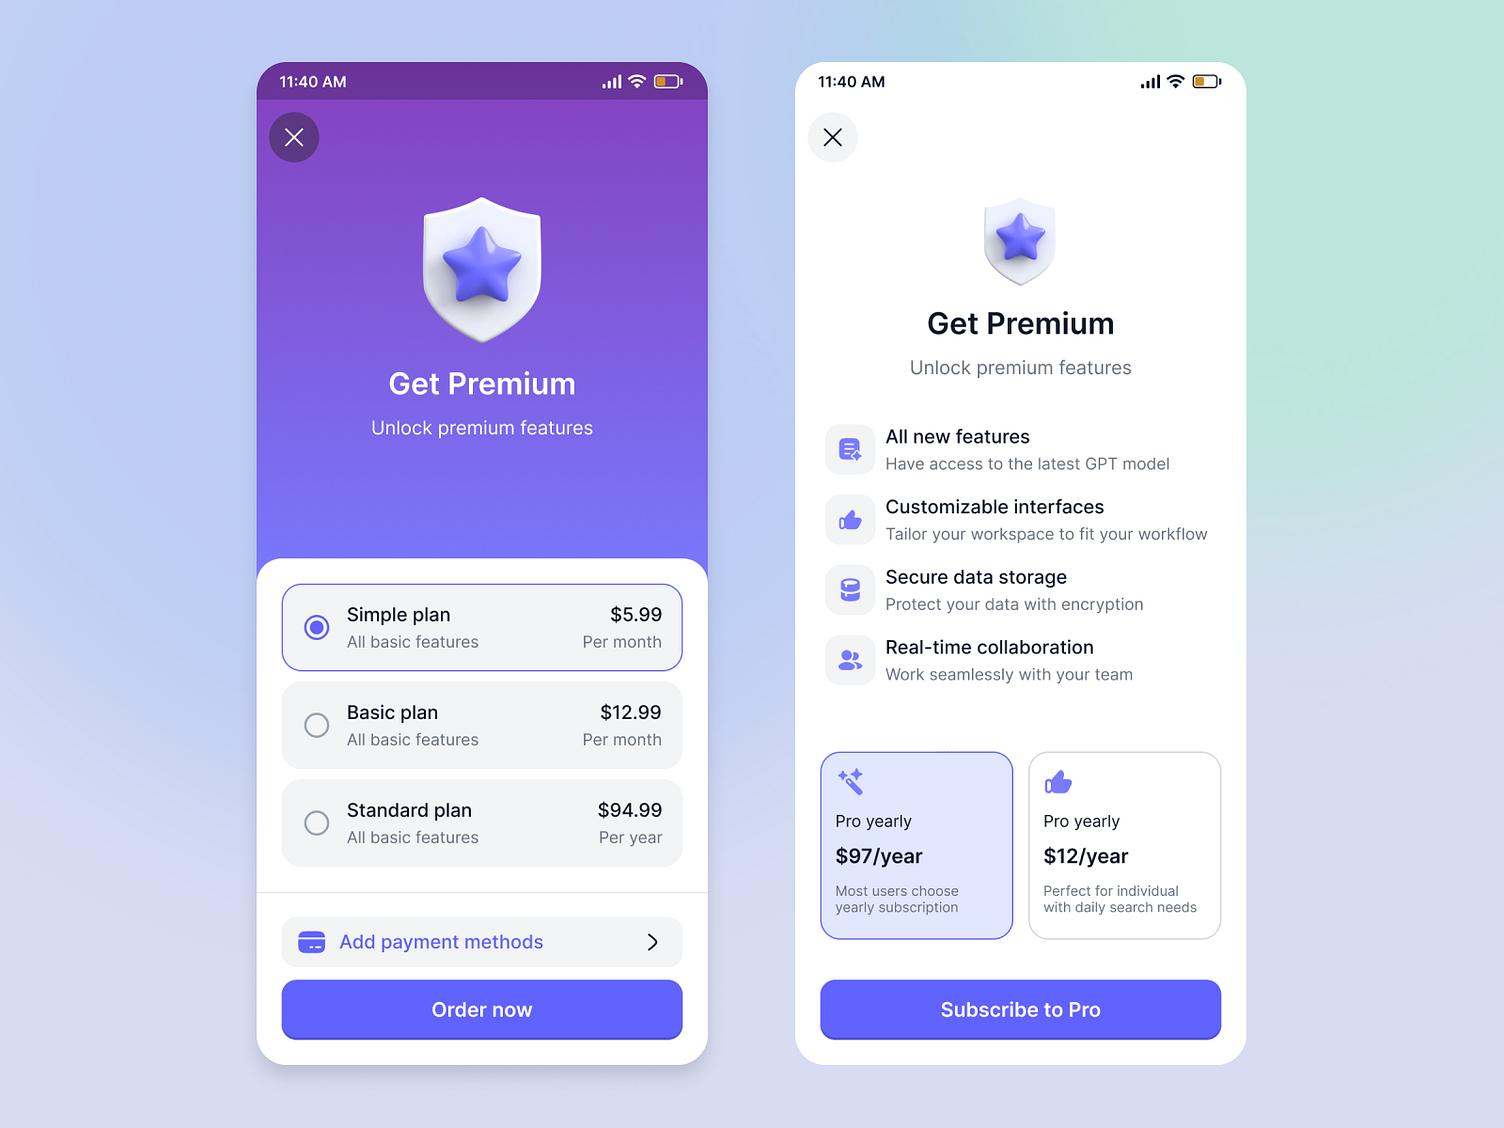 11:40 AM
Get Premium
Unlock premium features
Simple plan
$5.99
All basic features
Per month
Basic plan
$12.99
All basic features
Per month
Standard plan
$94.99
All basic features
Per year
Add payment methods
Order now
11:40 AM
Get Premium
Unlock premium features
All new features
Have access to the latest GPT model
Customizable interfaces
Tailor your workspace to fit your workflow
Secure data storage
Protect your data with encryption
Real-time collaboration
Work seamlessly with your team
Pro yearly
$97/year
Most users choose
yearly subscription
Pro yearly
$12/year
Perfect for individual
with daily search needs
Subscribe to Pro